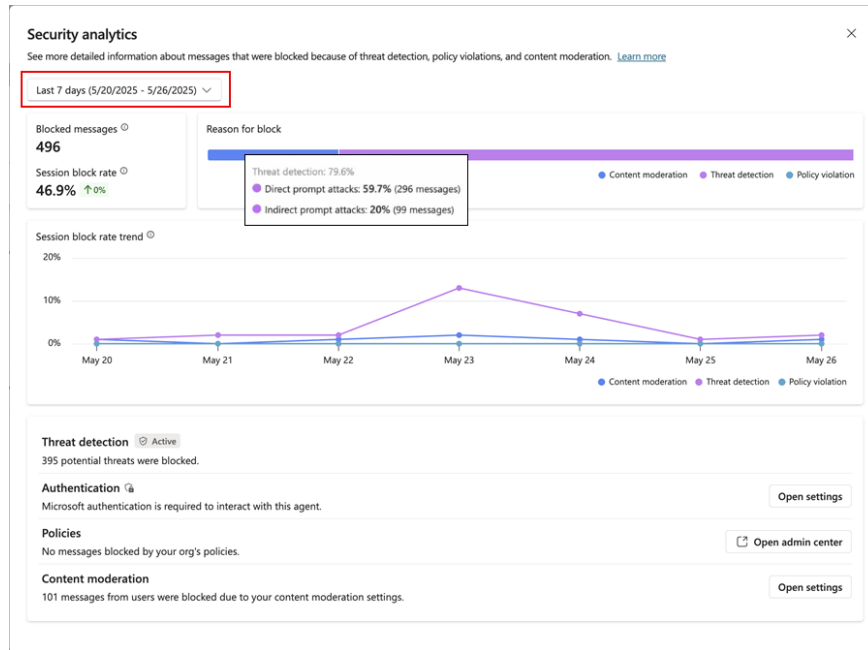 Security analytics
See more detailed information about messages that were blocked because of threat detection, policy violations, and content moderation. Learn more
Last 7 days (5/20/2025 - 5/26/2025)
Blocked messages
496
Session block rate
46.9% ↑0%
Reason for block
Threat detection: 79.6%
Direct prompt attacks: 59.7% (296 messages)
Indirect prompt attacks: 20% (99 messages)
Content moderation Threat detection Policy violation
Session block rate trend
20%
10%
0%
May 20 May 21 May 22 May 23 May 24 May 25 May 26
Content moderation Threat detection Policy violation
Threat detection Active
395 potential threats were blocked.
Authentication
Microsoft authentication is required to interact with this agent.
Open settings
Policies
No messages blocked by your org's policies.
Open admin center
Content moderation
101 messages from users were blocked due to your content moderation settings.
Open settings